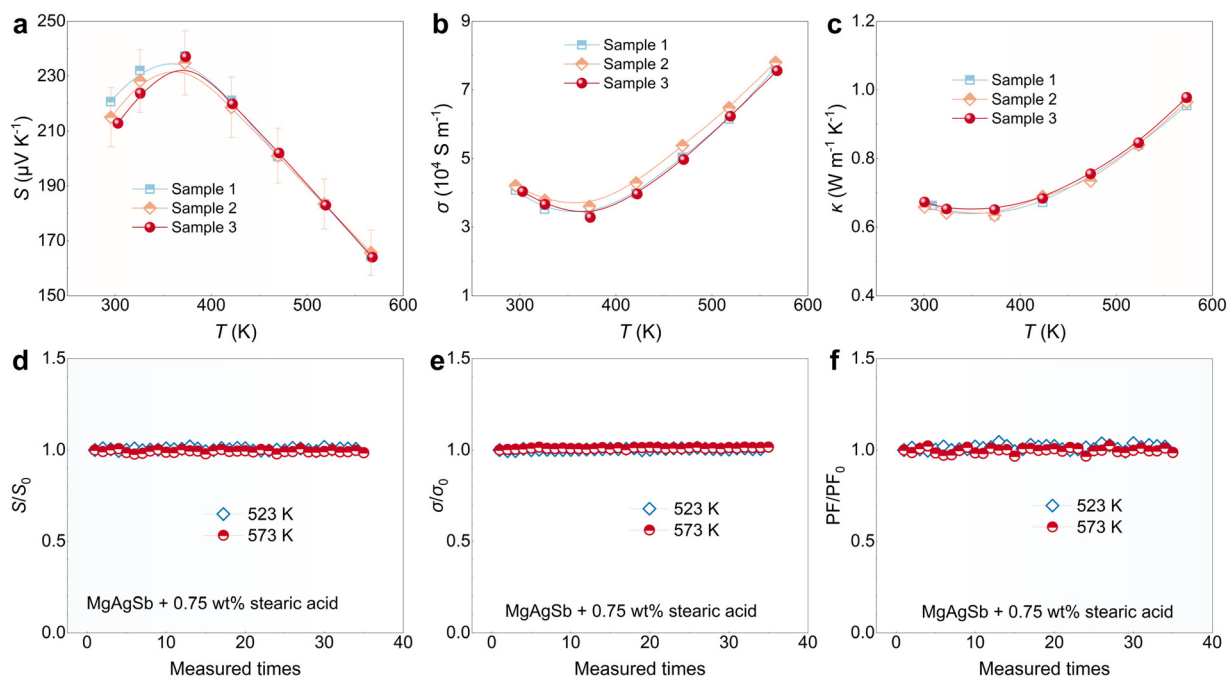 a
250
230
210
190
170
150
S (μV K⁻¹)
Sample 1
Sample 2
Sample 3
300
400
500
600
T (K)
b
9
7
5
3
1
σ (10⁴ S m⁻¹)
Sample 1
Sample 2
Sample 3
300
400
500
600
T (K)
c
1.2
1.0
0.8
0.6
0.4
κ (W m⁻¹ K⁻¹)
Sample 1
Sample 2
Sample 3
300
400
500
600
T (K)
d
1.5
1.0
0.5
0.0
S/S₀
523 K
573 K
MgAgSb + 0.75 wt% stearic acid
0
10
20
30
40
Measured times
e
1.5
1.0
0.5
0.0
σ/σ₀
523 K
573 K
MgAgSb + 0.75 wt% stearic acid
0
10
20
30
40
Measured times
f
1.5
1.0
0.5
0.0
PF/PF₀
523 K
573 K
MgAgSb + 0.75 wt% stearic acid
0
10
20
30
40
Measured times